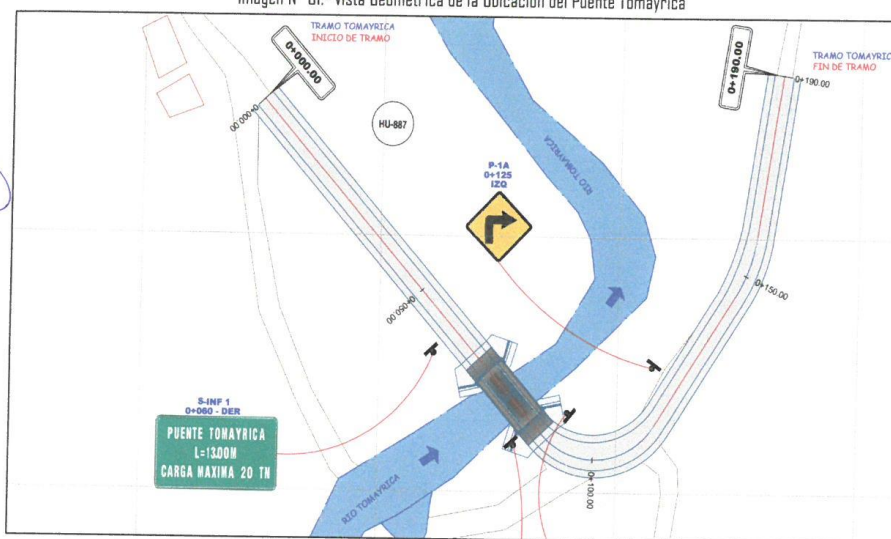 Imagen N° 01: Vista Geométrica de la Ubicación del Puente Tomayrica
TRAMO TOMAYRICA
INICIO DE TRAMO
0+000.00
0+000.00
HU-887
TRAMO TOMAYRICA
FIN DE TRAMO
0+190.00
0+190.00
RIO TOMAYRICA
P-1A
0+125
IZQ
0+050.00
0+150.00
S-INF 1
0+060 - DER
PUENTE TOMAYRICA
L=13.00M
CARGA MAXIMA 20 TN
0+100.00
RIO TOMAYRICA